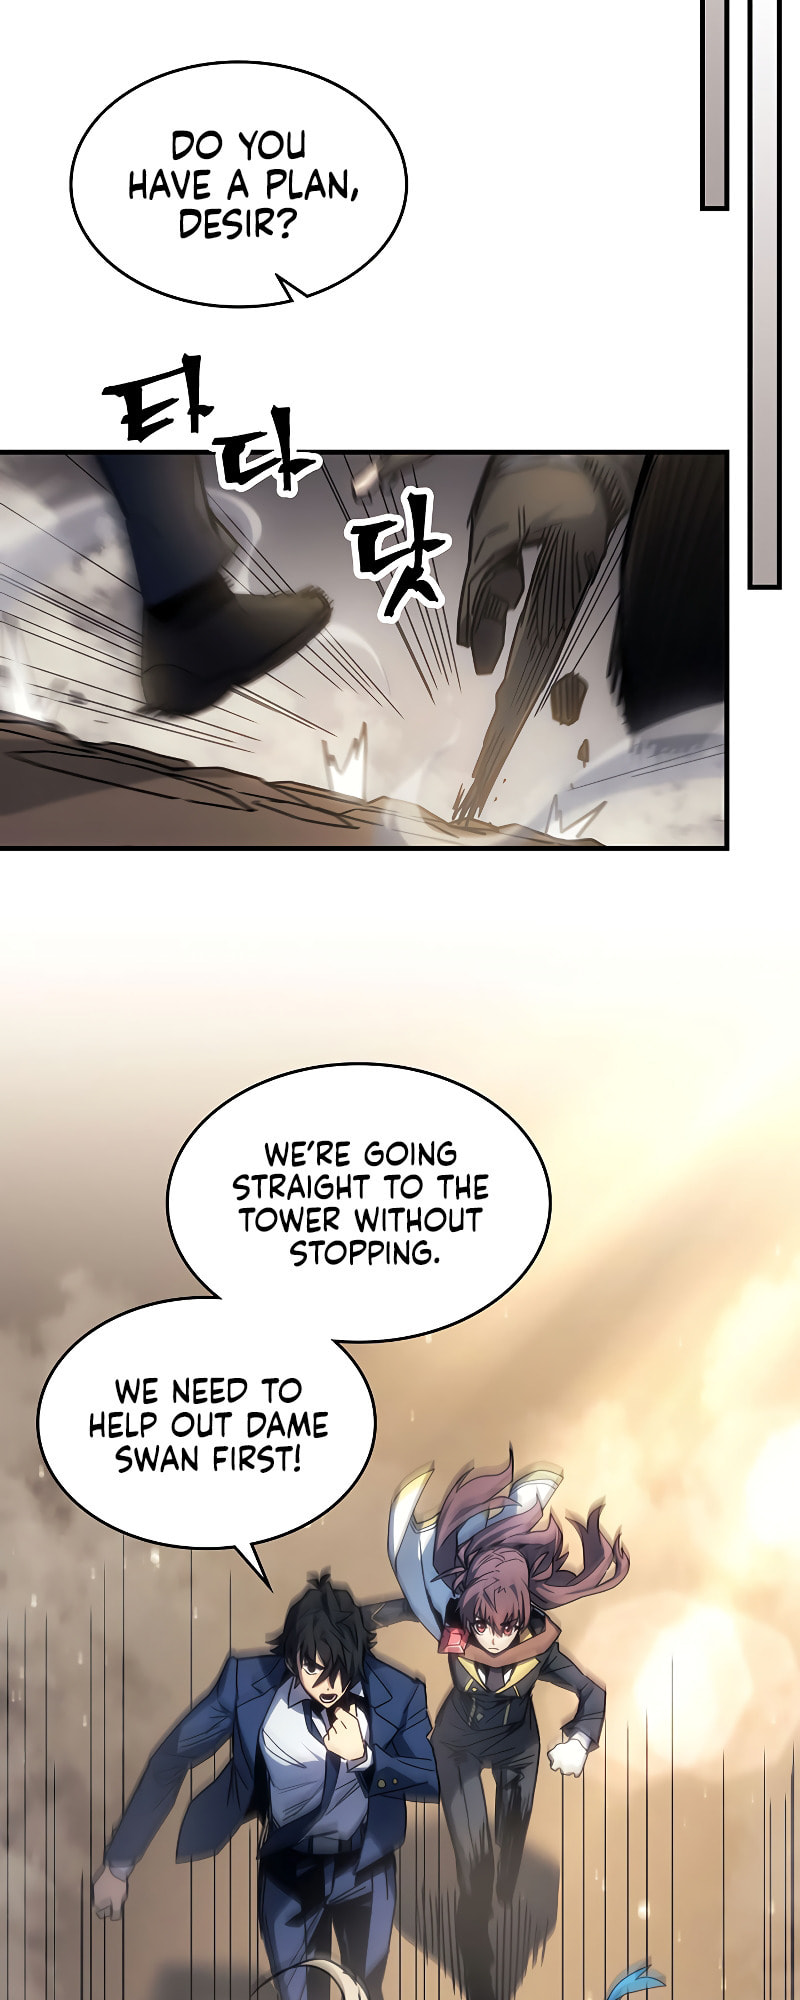 DO YOU
HAVE A PLAN,
DESIR?
타
다
닷
WE'RE GOING
STRAIGHT TO THE
TOWER WITHOUT
STOPPING.
WE NEED TO
HELP OUT DAME
SWAN FIRST!